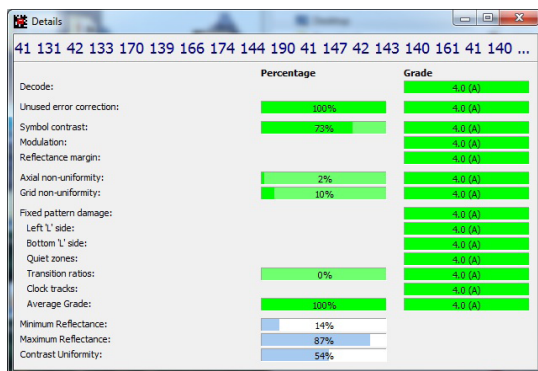 Details
41 131 42 133 170 139 166 174 144 190 41 147 42 143 140 161 41 140 ...
Percentage Grade
Decode: 4.0 (A)
Unused error correction: 100% 4.0 (A)
Symbol contrast: 73% 4.0 (A)
Modulation: 4.0 (A)
Reflectance margin: 4.0 (A)
Axial non-uniformity: 2% 4.0 (A)
Grid non-uniformity: 10% 4.0 (A)
Fixed pattern damage: 4.0 (A)
Left 'L' side: 4.0 (A)
Bottom 'L' side: 4.0 (A)
Quiet zones: 4.0 (A)
Transition ratios: 0% 4.0 (A)
Clock tracks: 4.0 (A)
Average Grade: 100% 4.0 (A)
Minimum Reflectance: 14%
Maximum Reflectance: 87%
Contrast Uniformity: 54%